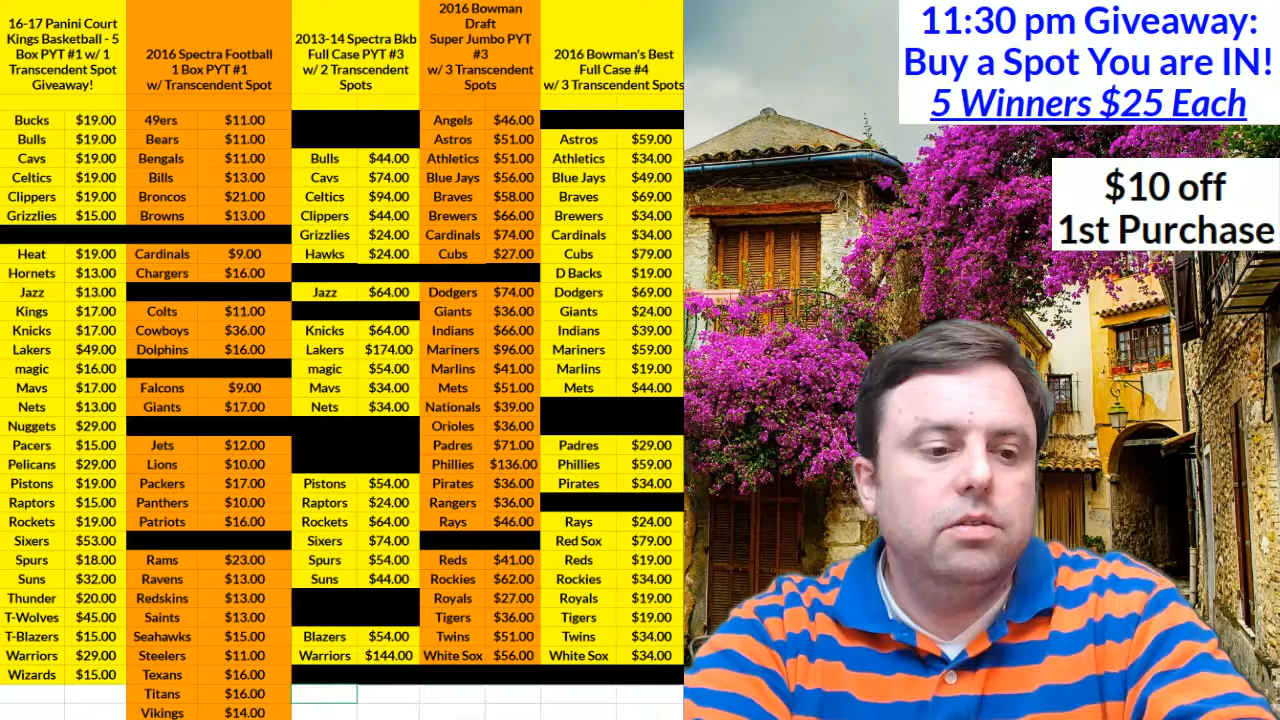 16-17 Panini Court
Kings Basketball - 5
Box PYT #1 w/ 1
Transcendent Spot
Giveaway!
Bucks $19.00
Bulls $19.00
Cavs $19.00
Celtics $19.00
Clippers $19.00
Grizzlies $15.00
Heat $19.00
Hornets $13.00
Jazz $13.00
Kings $17.00
Knicks $17.00
Lakers $49.00
magic $16.00
Mavs $17.00
Nets $13.00
Nuggets $29.00
Pacers $15.00
Pelicans $29.00
Pistons $19.00
Raptors $15.00
Rockets $19.00
Sixers $53.00
Spurs $18.00
Suns $32.00
Thunder $20.00
T-Wolves $45.00
T-Blazers $15.00
Warriors $29.00
Wizards $15.00
2016 Spectra Football
1 Box PYT #1
w/ Transcendent Spot
49ers $11.00
Bears $11.00
Bengals $11.00
Bills $13.00
Broncos $21.00
Browns $13.00
Cardinals $9.00
Chargers $16.00
Colts $11.00
Cowboys $36.00
Dolphins $16.00
Falcons $9.00
Giants $17.00
Jets $12.00
Lions $10.00
Packers $17.00
Panthers $10.00
Patriots $16.00
Rams $23.00
Ravens $13.00
Redskins $13.00
Saints $13.00
Seahawks $15.00
Steelers $11.00
Texans $16.00
Titans $16.00
Vikings $14.00
2013-14 Spectra Bkb
Full Case PYT #3
w/ 2 Transcendent
Spots
Bulls $44.00
Cavs $74.00
Celtics $94.00
Clippers $44.00
Grizzlies $24.00
Hawks $24.00
Jazz $64.00
Knicks $64.00
Lakers $174.00
magic $54.00
Mavs $34.00
Nets $34.00
Pistons $54.00
Raptors $24.00
Rockets $64.00
Sixers $74.00
Spurs $54.00
Suns $44.00
Blazers $54.00
Warriors $144.00
2016 Bowman
Draft
Super Jumbo PYT
#3
w/ 3 Transcendent
Spots
Angels $46.00
Astros $51.00
Athletics $51.00
Blue Jays $56.00
Braves $58.00
Brewers $66.00
Cardinals $74.00
Cubs $27.00
Dodgers $74.00
Giants $36.00
Indians $66.00
Mariners $96.00
Marlins $41.00
Mets $51.00
Nationals $39.00
Orioles $36.00
Padres $71.00
Phillies $136.00
Pirates $36.00
Rangers $36.00
Rays $46.00
Reds $41.00
Rockies $62.00
Royals $27.00
Tigers $36.00
Twins $51.00
White Sox $56.00
2016 Bowman's Best
Full Case #4
w/ 3 Transcendent Spots
Astros $59.00
Athletics $34.00
Blue Jays $49.00
Braves $69.00
Brewers $34.00
Cardinals $34.00
Cubs $79.00
D Backs $19.00
Dodgers $69.00
Giants $24.00
Indians $39.00
Mariners $59.00
Marlins $19.00
Mets $44.00
Padres $29.00
Phillies $59.00
Pirates $34.00
Rays $24.00
Red Sox $79.00
Reds $19.00
Rockies $34.00
Royals $19.00
Tigers $19.00
Twins $34.00
White Sox $34.00
11:30 pm Giveaway:
Buy a Spot You are IN!
5 Winners $25 Each
$10 off
1st Purchase